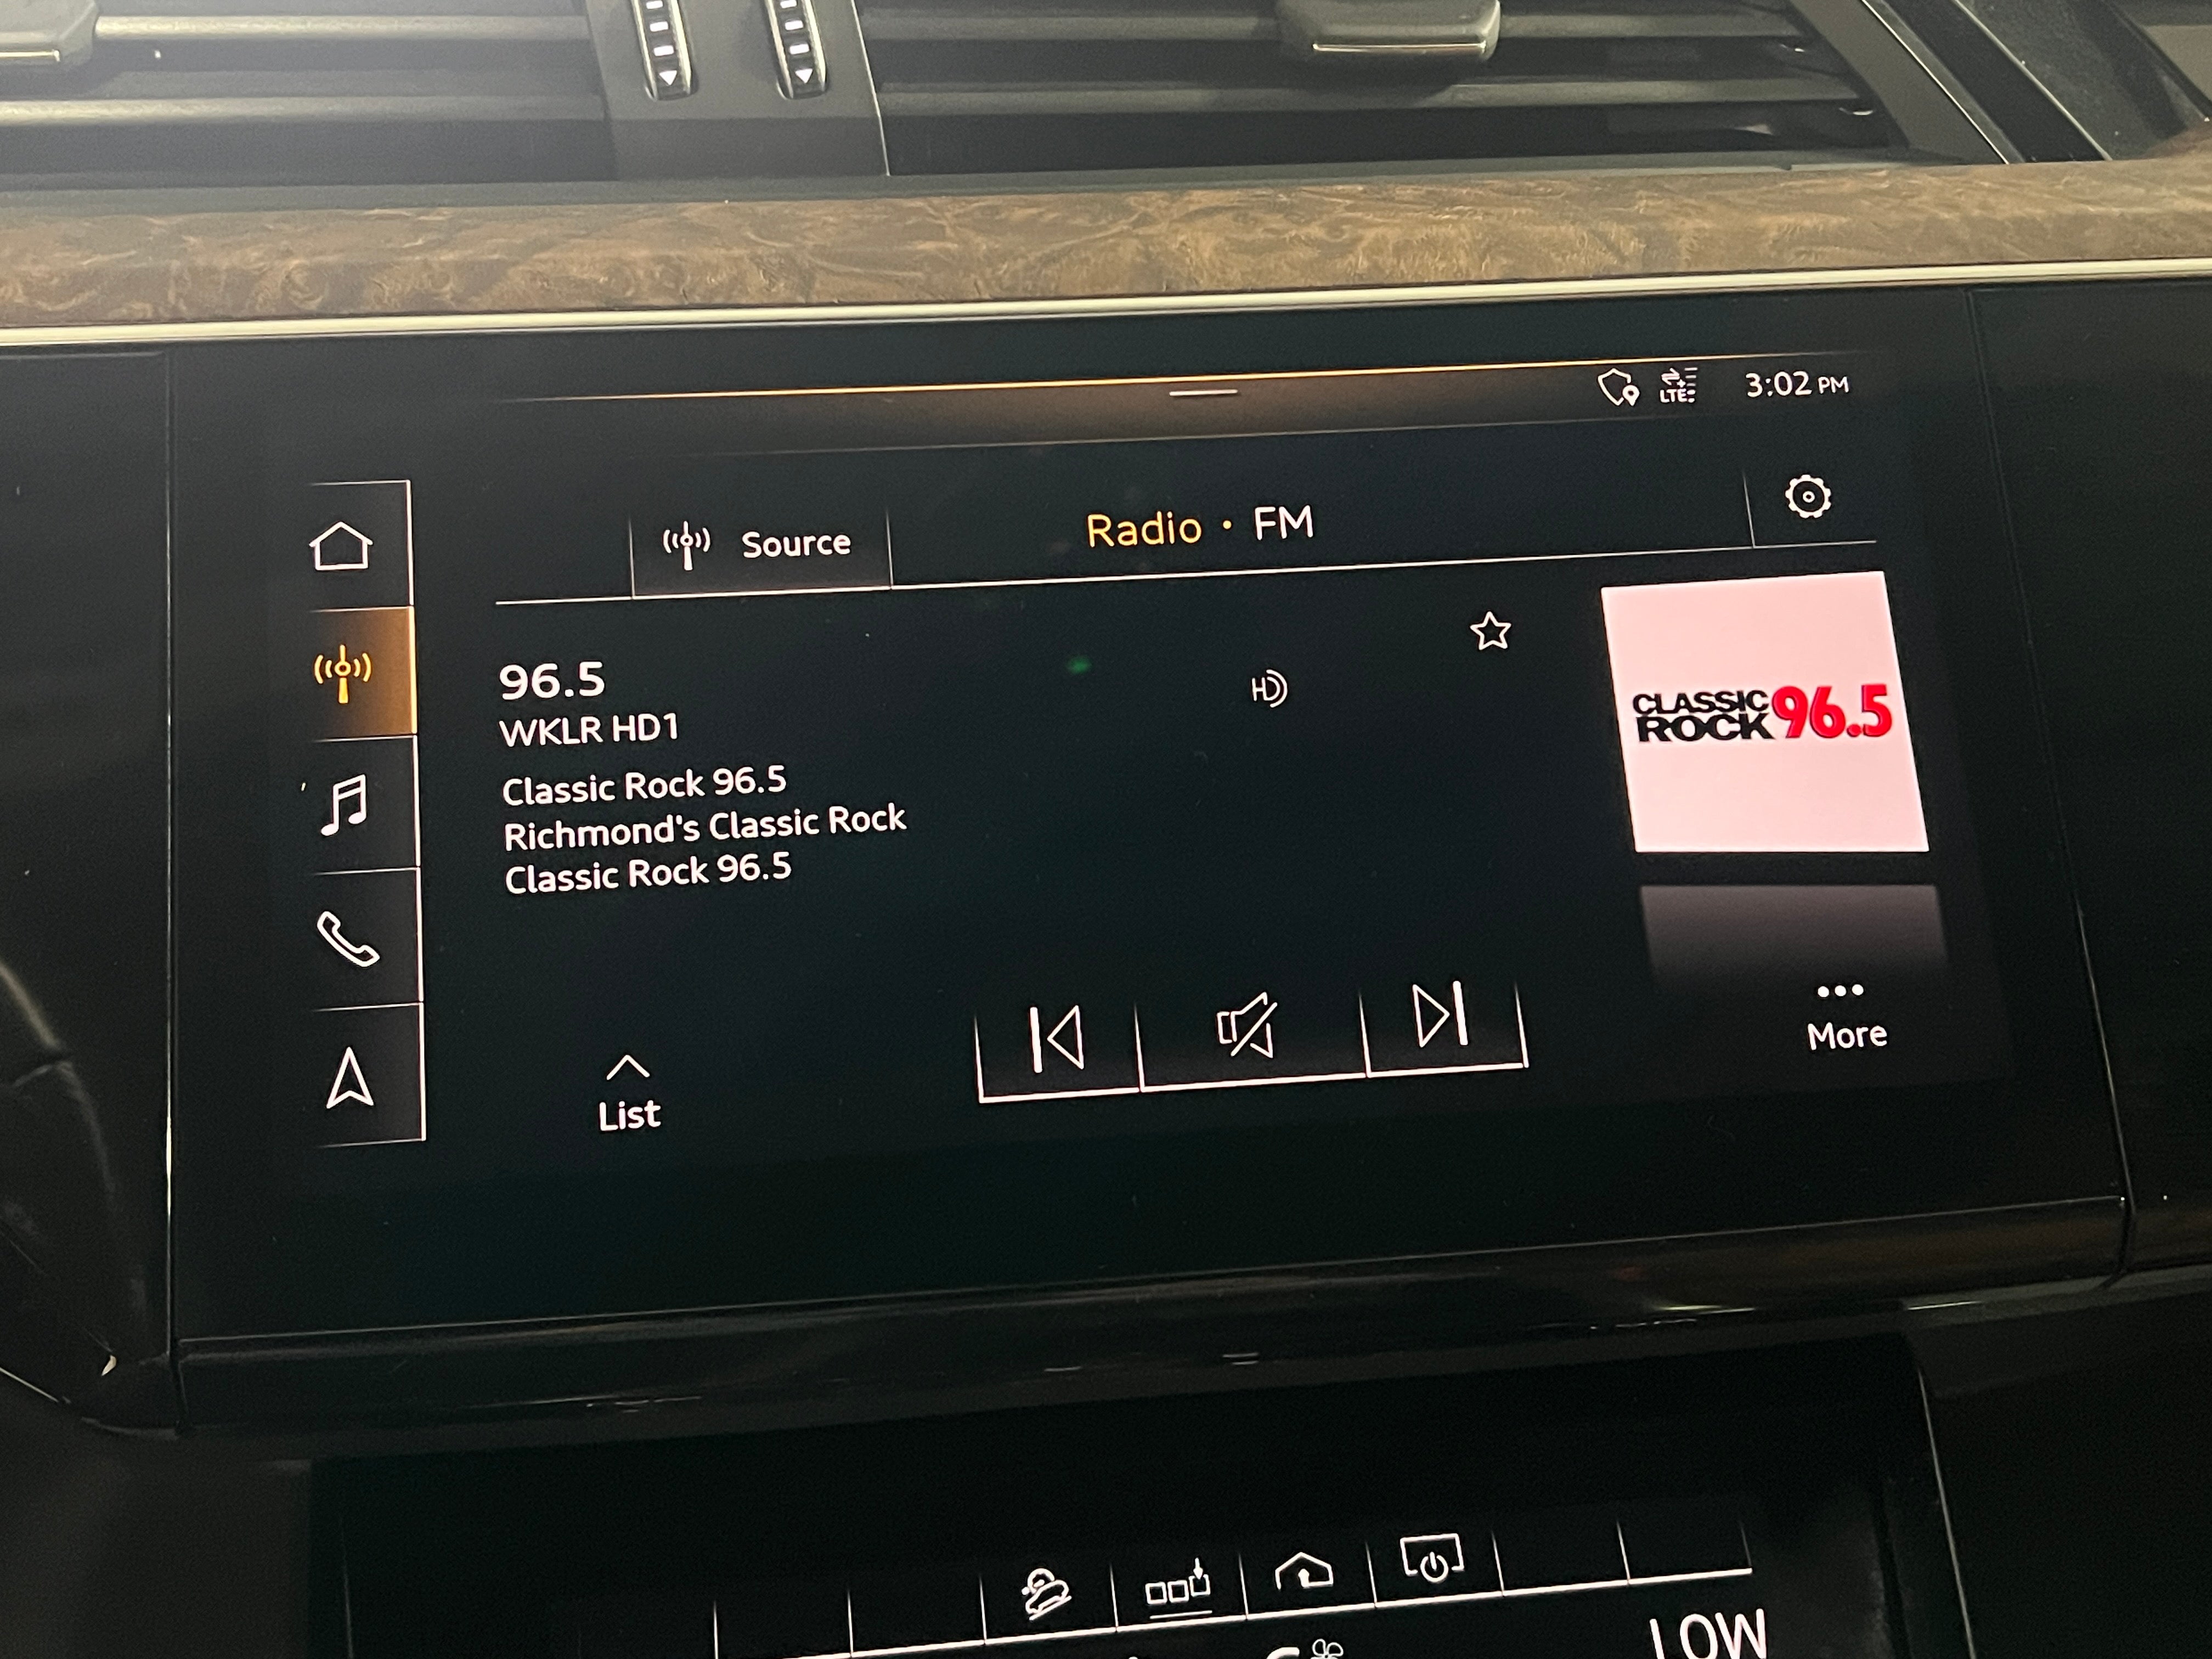 LTE
3:02 PM
Source
Radio • FM
96.5
WKLR HD1
Classic Rock 96.5
Richmond's Classic Rock
Classic Rock 96.5
HD
CLASSIC
ROCK 96.5
List
More
LOW